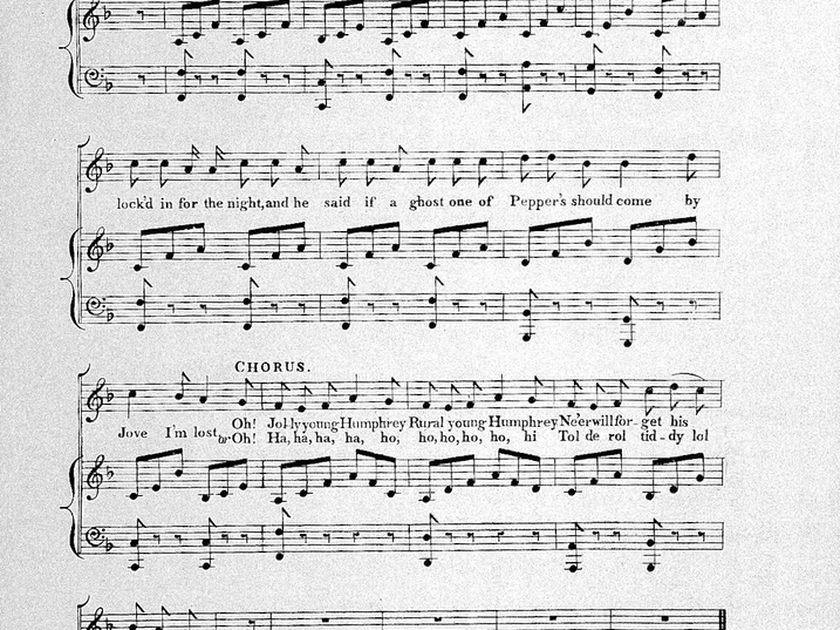 lock'd in for the night, and he said if a ghost one of Pepper's should come by
CHORUS.
Oh! Jol-ly young Humphrey Rural young Humphrey Ne'er will for-get his
Jove I'm lost, or Oh! Ha, ha, ha, ha, ho, ho, ho, ho, ho, hi Tol de rol tid-dy lol